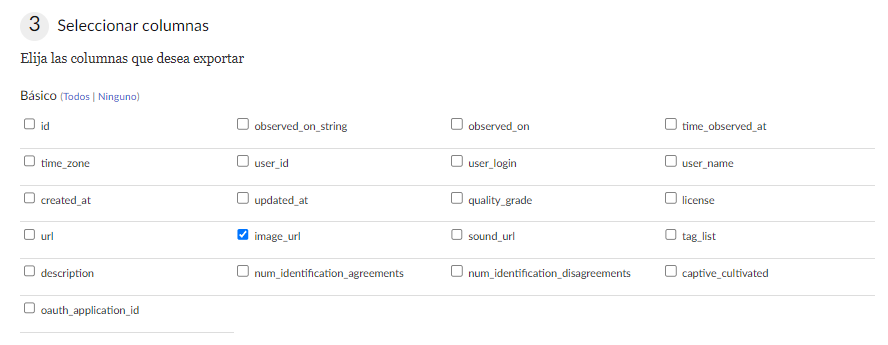 3 Seleccionar columnas
Elija las columnas que desea exportar
Básico (Todos | Ninguno)
id observed_on_string observed_on time_observed_at
time_zone user_id user_login user_name
created_at updated_at quality_grade license
url image_url sound_url tag_list
description num_identification_agreements num_identification_disagreements captive_cultivated
oauth_application_id